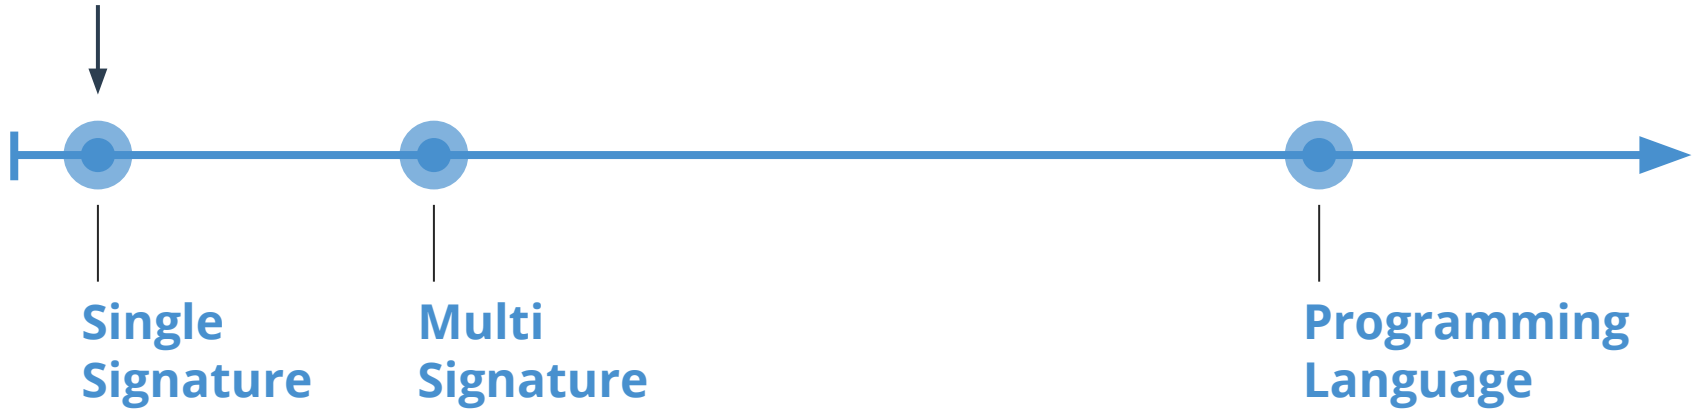 Single
Signature
Multi
Signature
Programming
Language